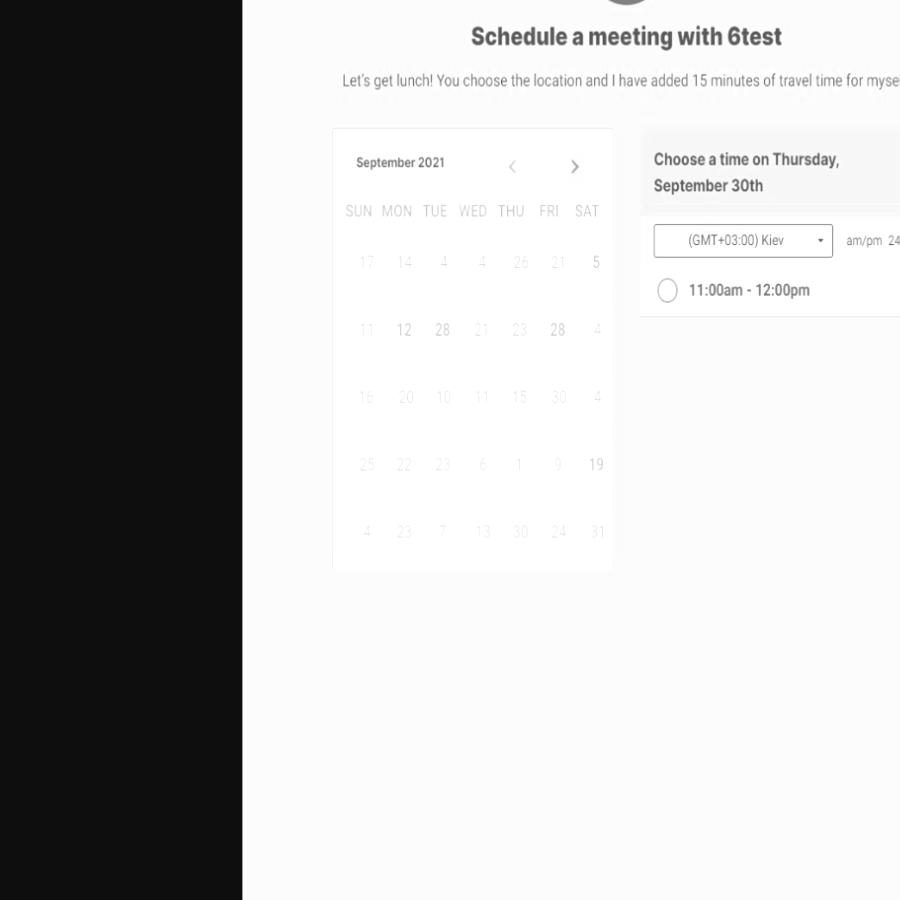 Schedule a meeting with 6test
Let's get lunch! You choose the location and I have added 15 minutes of travel time for myse
September 2021
SUN MON TUE WED THU FRI SAT
17 14 4 4 26 21 5
11 12 28 21 23 28 4
16 20 10 11 15 30 4
25 22 23 6 1 9 19
4 23 7 13 30 24 31
Choose a time on Thursday,
September 30th
(GMT+03:00) Kiev
am/pm 24
11:00am - 12:00pm